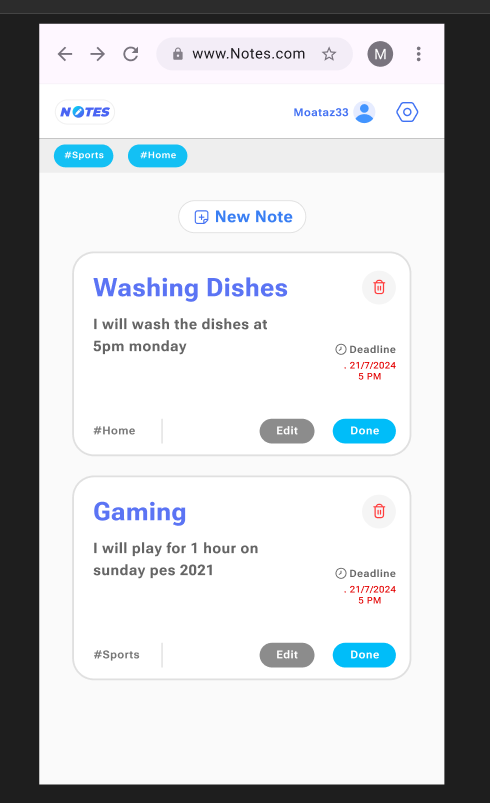 www.Notes.com
M
NOTES
Moataz33
#Sports
#Home
New Note
Washing Dishes
I will wash the dishes at
5pm monday
Deadline
. 21/7/2024
5 PM
#Home
Edit
Done
Gaming
I will play for 1 hour on
sunday pes 2021
Deadline
. 21/7/2024
5 PM
#Sports
Edit
Done